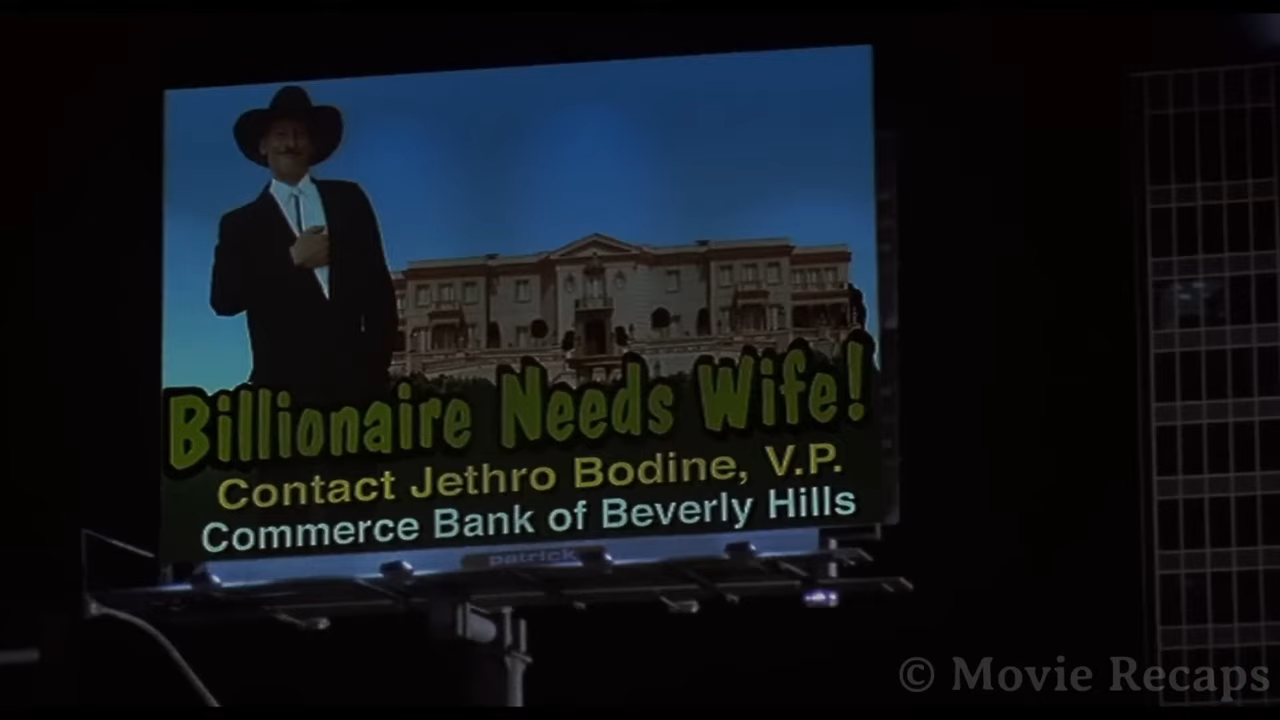 Billionaire Needs Wife!
Contact Jethro Bodine, V.P.
Commerce Bank of Beverly Hills
patrick
© Movie Recaps